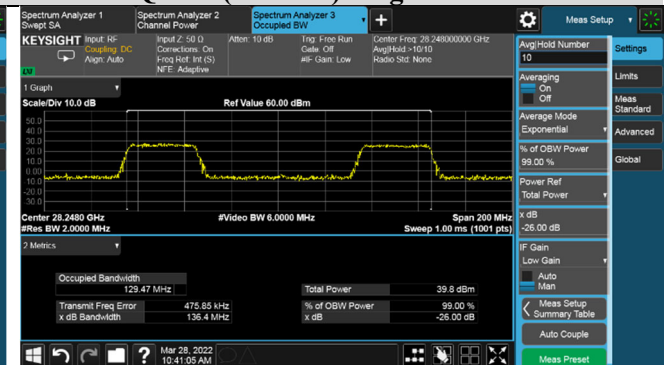 Spectrum Analyzer 1
Swept SA
Spectrum Analyzer 2
Channel Power
Spectrum Analyzer 3
Occupied BW
+
Meas Setup
KEYSIGHT
Input: RF
Coupling: DC
Align: Auto
Input Z: 50 Ω
Corrections: On
Freq Ref: Int (S)
NFE: Adaptive
Atten: 10 dB
Trig: Free Run
Gate: Off
#IF Gain: Low
Center Freq: 28.248000000 GHz
Avg|Hold:>10/10
Radio Std: None
1 Graph
Scale/Div 10.0 dB
Ref Value 60.00 dBm
50.0
40.0
30.0
20.0
10.0
0.00
-10.0
-20.0
-30.0
Center 28.2480 GHz
#Video BW 6.0000 MHz
Span 200 MHz
#Res BW 2.0000 MHz
Sweep 1.00 ms (1001 pts)
2 Metrics
Occupied Bandwidth
129.47 MHz
Total Power
39.8 dBm
Transmit Freq Error
475.85 kHz
% of OBW Power
99.00 %
x dB Bandwidth
136.4 MHz
x dB
-26.00 dB
Mar 28, 2022
10:41:05 AM
?
Avg|Hold Number
10
Averaging
On
Off
Average Mode
Exponential
% of OBW Power
99.00 %
Power Ref
Total Power
x dB
-26.00 dB
IF Gain
Low Gain
Auto
Man
Meas Setup
Summary Table
Auto Couple
Meas Preset
Settings
Limits
Meas
Standard
Advanced
Global